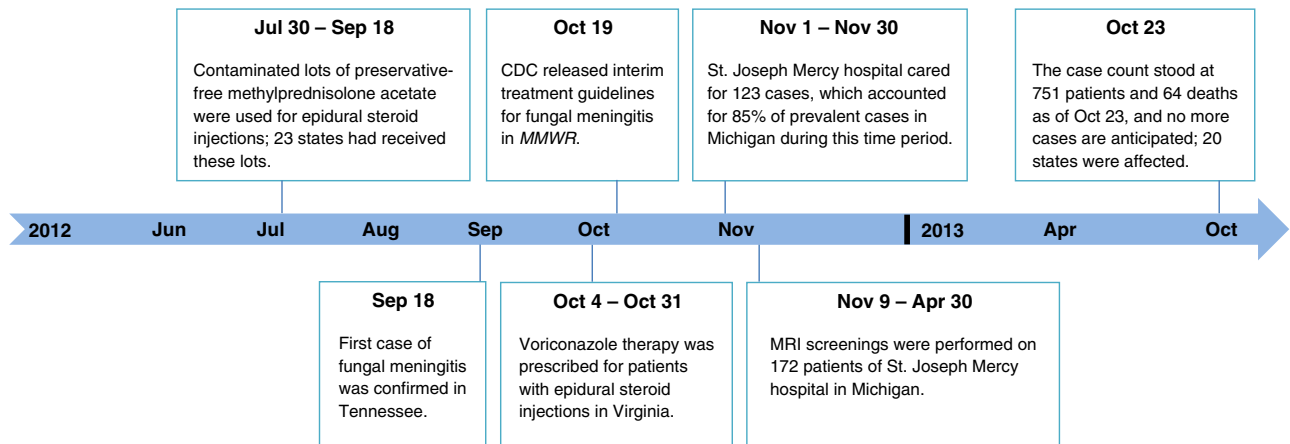 Jul 30 – Sep 18
Contaminated lots of preservative-
free methylprednisolone acetate
were used for epidural steroid
injections; 23 states had received
these lots.
Oct 19
CDC released interim
treatment guidelines
for fungal meningitis
in MMWR.
Nov 1 – Nov 30
St. Joseph Mercy hospital cared
for 123 cases, which accounted
for 85% of prevalent cases in
Michigan during this time period.
Oct 23
The case count stood at
751 patients and 64 deaths
as of Oct 23, and no more
cases are anticipated; 20
states were affected.
2012 Jun Jul Aug Sep Oct Nov 2013 Apr Oct
Sep 18
First case of
fungal meningitis
was confirmed in
Tennessee.
Oct 4 – Oct 31
Voriconazole therapy was
prescribed for patients
with epidural steroid
injections in Virginia.
Nov 9 – Apr 30
MRI screenings were performed on
172 patients of St. Joseph Mercy
hospital in Michigan.